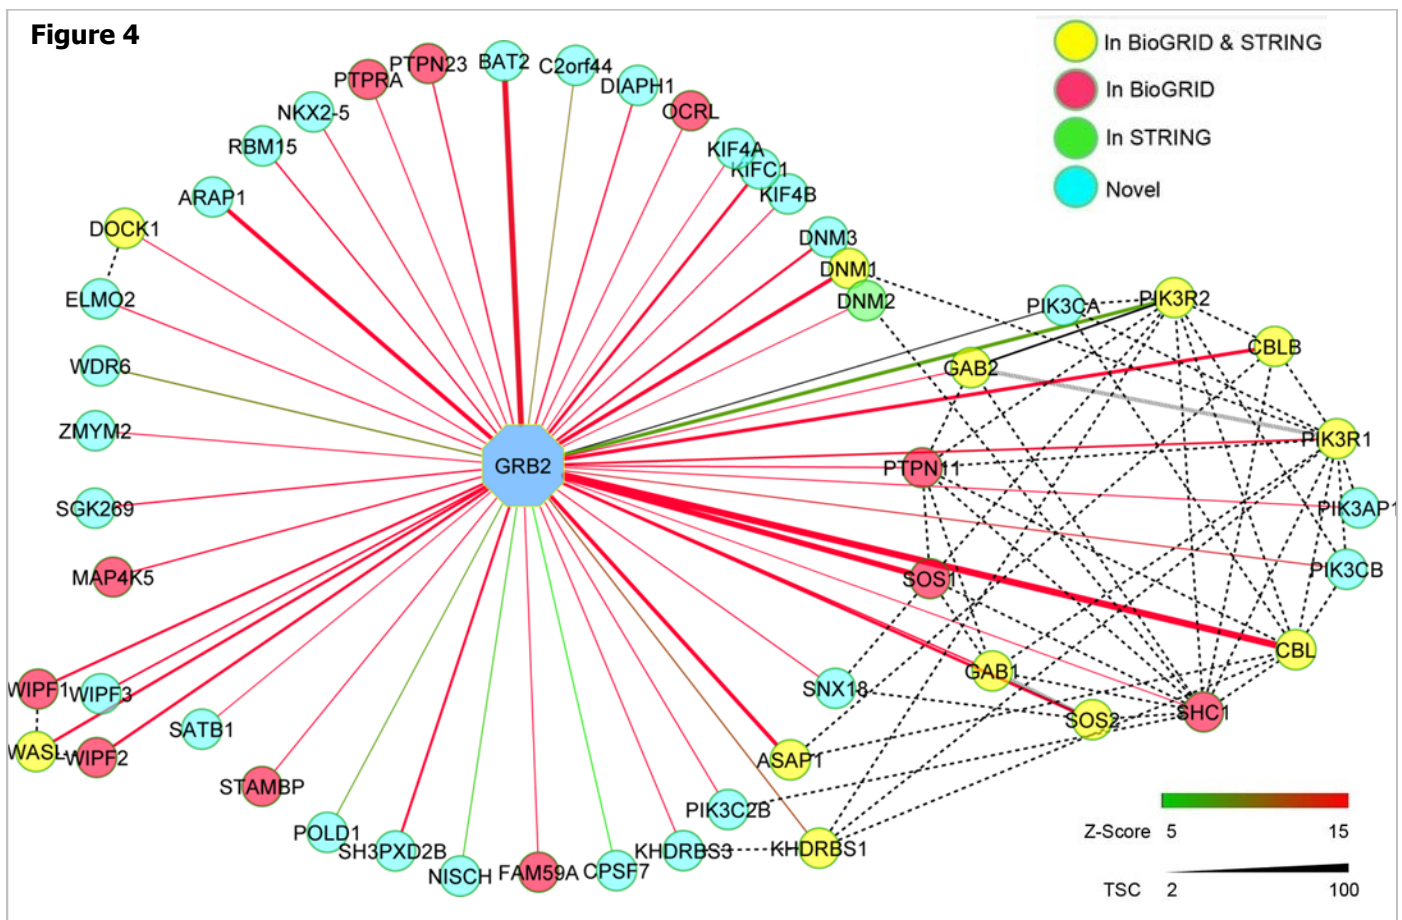 Figure 4
In BioGRID & STRING
In BioGRID
In STRING
Novel
PTPRA
PTPN23
BAT2
C2orf44
DIAPH1
OCRL
NKX2-5
RBM15
ARAP1
DOCK1
ELMO2
WDR6
ZMYM2
SGK269
MAP4K5
KIF4A
KIFC1
KIF4B
DNM3
DNM1
DNM2
PIK3CA
PIK3R2
GAB2
CBLB
PIK3R1
PTPN11
PIK3AP1
PIK3CB
SOS1
CBL
GAB1
SNX18
SOS2
SHC1
GRB2
WIPF1
WIPF3
WASL
WIPF2
SATB1
STAMBP
POLD1
SH3PXD2B
NISCH
FAM59A
CPSF7
KHDRBS3
PIK3C2B
KHDRBS1
ASAP1
Z-Score 5 15
TSC 2 100